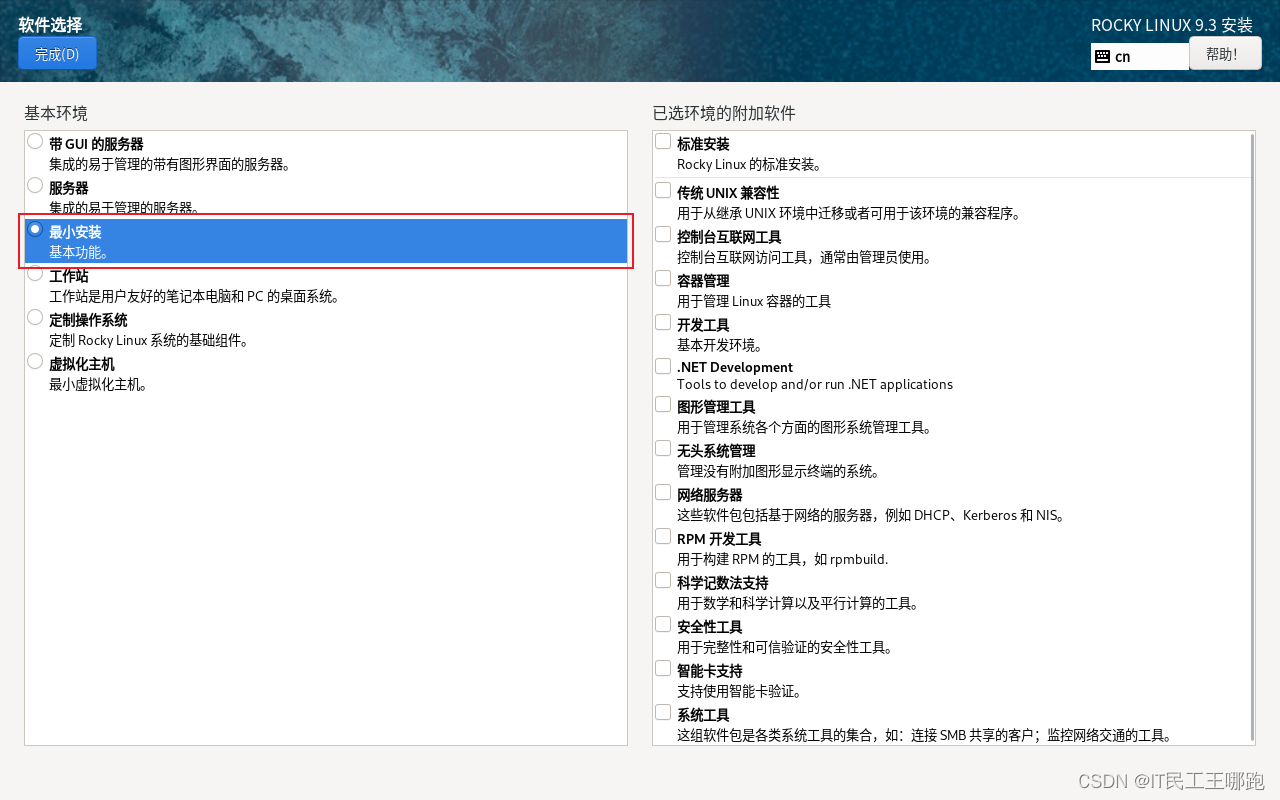 软件选择
完成(D)
ROCKY LINUX 9.3 安装
cn
帮助！
基本环境
带 GUI 的服务器
集成的易于管理的带有图形界面的服务器。
服务器
集成的易于管理的服务器。
最小安装
基本功能。
工作站
工作站是用户友好的笔记本电脑和 PC 的桌面系统。
定制操作系统
定制 Rocky Linux 系统的基础组件。
虚拟化主机
最小虚拟化主机。
已选环境的附加软件
标准安装
Rocky Linux 的标准安装。
传统 UNIX 兼容性
用于从继承 UNIX 环境中迁移或者可用于该环境的兼容程序。
控制台互联网工具
控制台互联网访问工具，通常由管理员使用。
容器管理
用于管理 Linux 容器的工具
开发工具
基本开发环境。
.NET Development
Tools to develop and/or run .NET applications
图形管理工具
用于管理系统各个方面的图形系统管理工具。
无头系统管理
管理没有附加图形显示终端的系统。
网络服务器
这些软件包包括基于网络的服务器，例如 DHCP、Kerberos 和 NIS。
RPM 开发工具
用于构建 RPM 的工具，如 rpmbuild.
科学记数法支持
用于数学和科学计算以及平行计算的工具。
安全性工具
用于完整性和可信验证的安全性工具。
智能卡支持
支持使用智能卡验证。
系统工具
这组软件包是各类系统工具的集合，如：连接 SMB 共享的客户；监控网络交通的工具。
CSDN @IT民工王哪跑